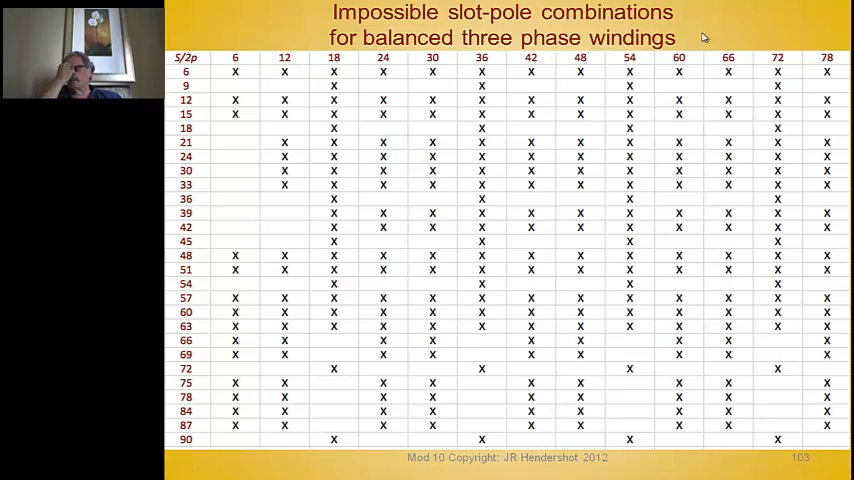 Impossible slot-pole combinations
for balanced three phase windings
S/2p 6 12 18 24 30 36 42 48 54 60 66 72 78
6 X X X X X X X X X X X X X
9 X X X X
12 X X X X X X X X X X X X X
15 X X X X X X X X X X X X X
18 X X X X
21 X X X X X X X X X X X X
24 X X X X X X X X X X X X
30 X X X X X X X X X X X X
33 X X X X X X X X X X X X
36 X X X X
39 X X X X X X X X X X X
42 X X X X X X X X X X X
45 X X X X
48 X X X X X X X X X X X X X
51 X X X X X X X X X X X X X
54 X X X X
57 X X X X X X X X X X X X X
60 X X X X X X X X X X X X X
63 X X X X X X X X X X X X X
66 X X X X X X X X X
69 X X X X X X X X X
72 X X X X
75 X X X X X X X X X
78 X X X X X X X X X
84 X X X X X X X X X
87 X X X X X X X X X
90 X X X X
Mod 10 Copyright: JR Hendershot 2012 103